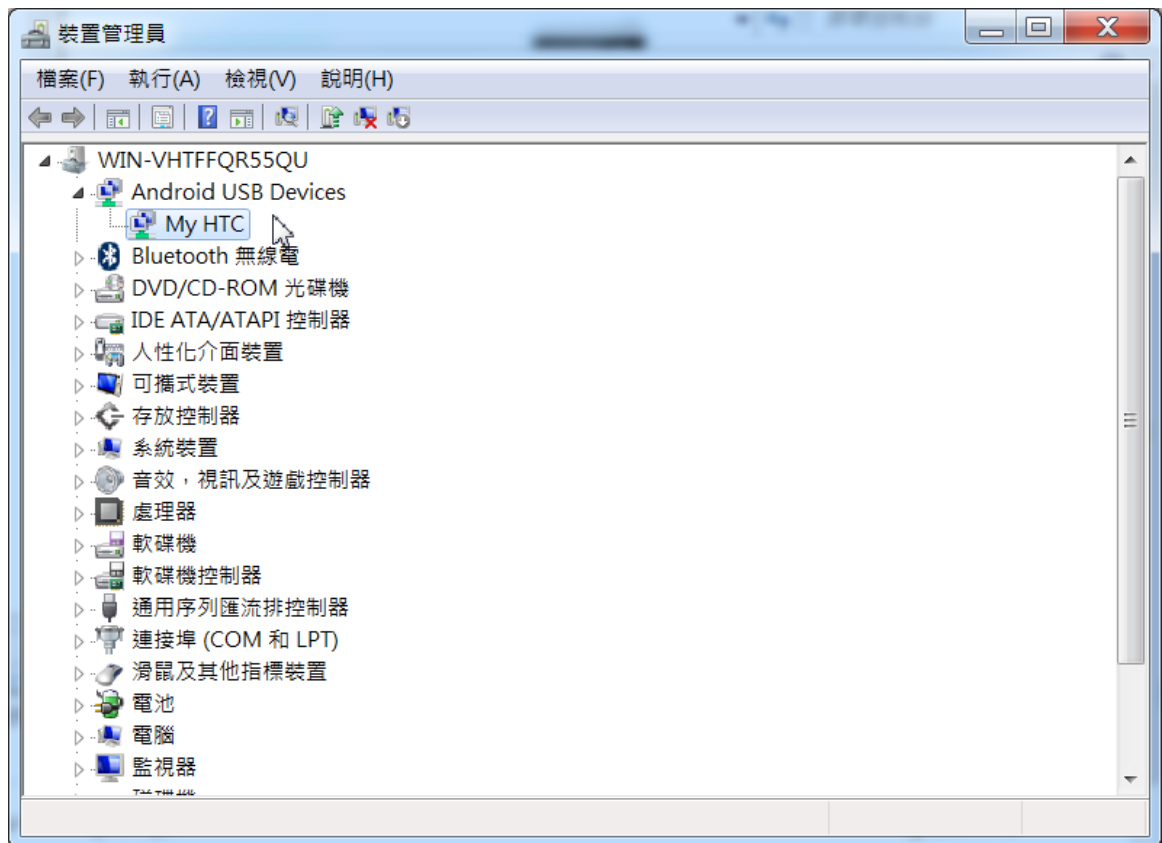 裝置管理員
檔案(F) 執行(A) 檢視(V) 說明(H)
WIN-VHTFFQR55QU
Android USB Devices
My HTC
Bluetooth 無線電
DVD/CD-ROM 光碟機
IDE ATA/ATAPI 控制器
人性化介面裝置
可攜式裝置
存放控制器
系統裝置
音效，視訊及遊戲控制器
處理器
軟碟機
軟碟機控制器
通用序列匯流排控制器
連接埠 (COM 和 LPT)
滑鼠及其他指標裝置
電池
電腦
監視器